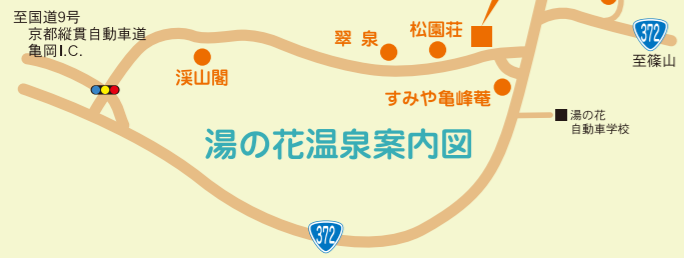 至国道9号
京都縦貫自動車道
亀岡I.C.
渓山閣
翠泉
松園荘
372
至篠山
すみや亀峰菴
湯の花
自動車学校
湯の花温泉案内図
372